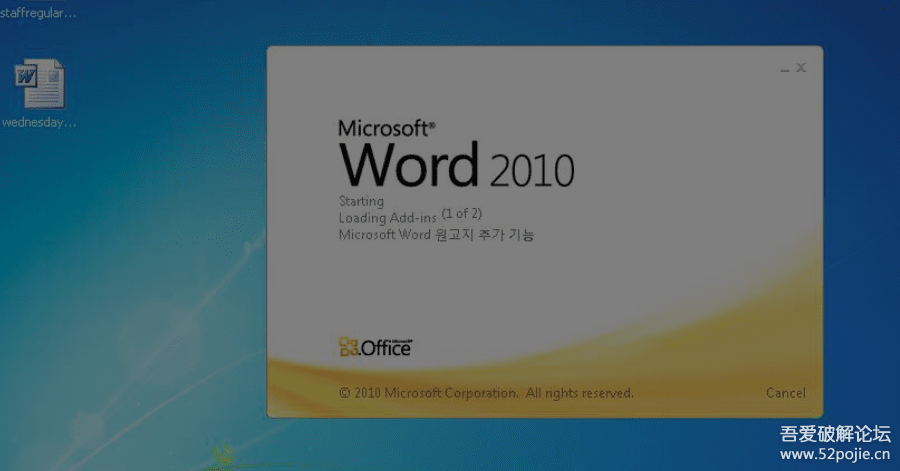 staffregular...
wednesday...
Microsoft®
Word 2010
Starting
Loading Add-ins (1 of 2)
Microsoft Word 원고지 추가 기능
Microsoft®
Office
© 2010 Microsoft Corporation. All rights reserved.
Cancel
吾爱破解论坛
www.52pojie.cn